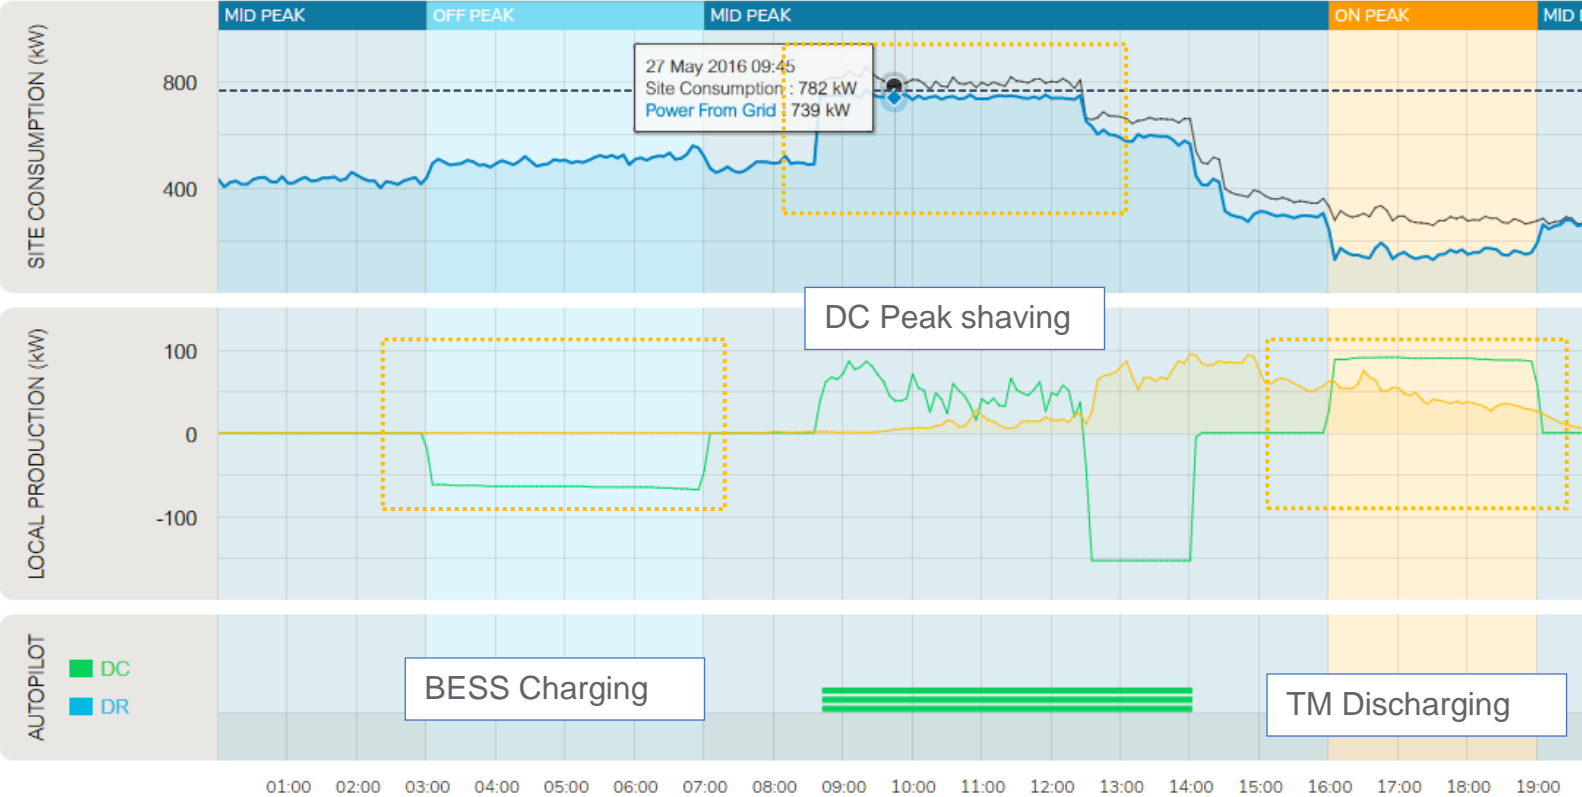 MID PEAK
OFF PEAK
MID PEAK
ON PEAK
MID
SITE CONSUMPTION (kW)
800
400
27 May 2016 09:45
Site Consumption : 782 kW
Power From Grid : 739 kW
DC Peak shaving
LOCAL PRODUCTION (kW)
100
0
-100
AUTOPILOT
DC
DR
BESS Charging
TM Discharging
01:00 02:00 03:00 04:00 05:00 06:00 07:00 08:00 09:00 10:00 11:00 12:00 13:00 14:00 15:00 16:00 17:00 18:00 19:00